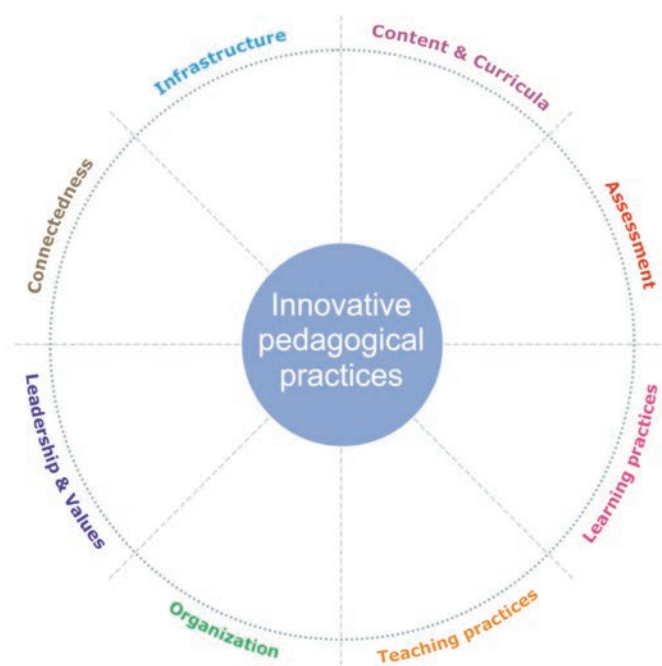 Infrastructure
Content & Curricula
Connectedness
Assessment
Innovative
pedagogical
practices
Leadership & Values
Learning practices
Organization
Teaching practices